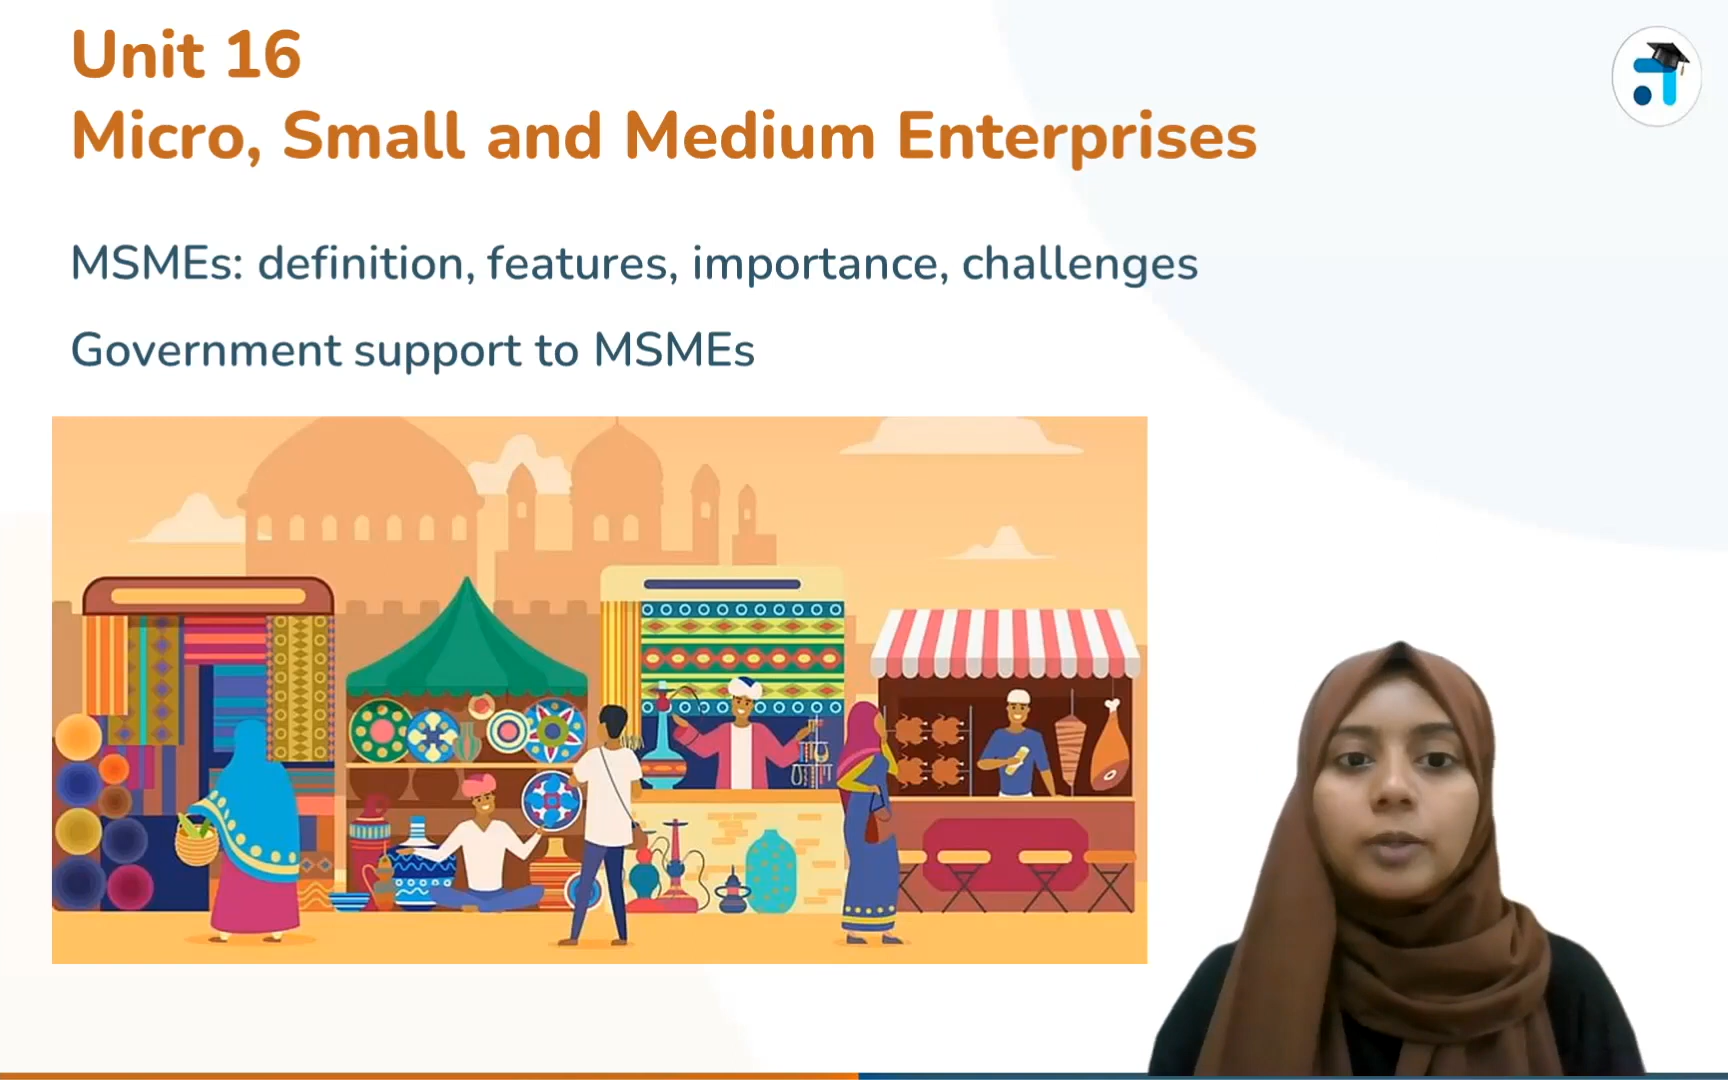 Unit 16
Micro, Small and Medium Enterprises
MSMEs: definition, features, importance, challenges
Government support to MSMEs